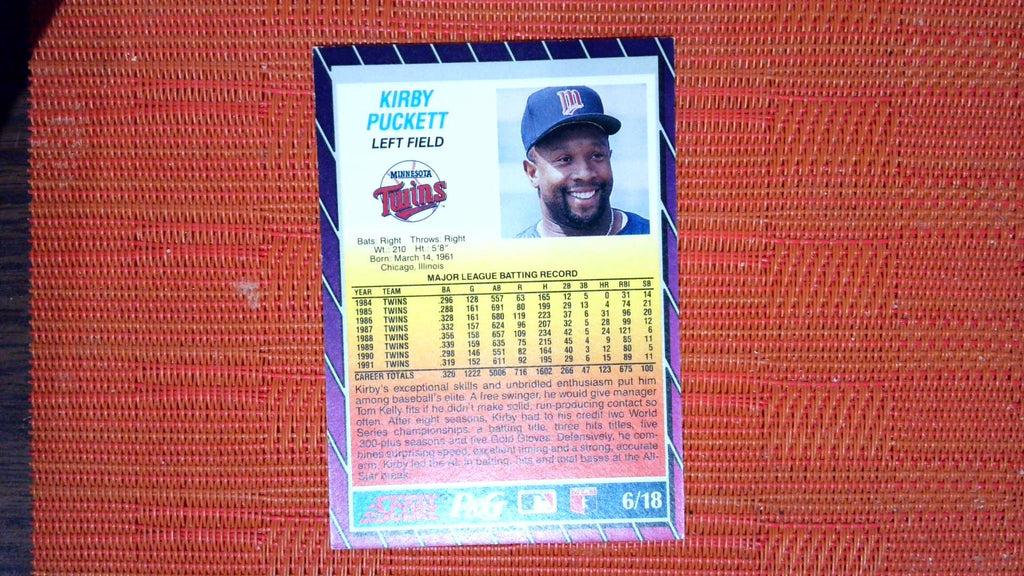 KIRBY
PUCKETT
LEFT FIELD
MINNESOTA
Twins
Bats: Right Throws: Right
Wt.: 210 Ht.: 5'8"
Born: March 14, 1961
Chicago, Illinois
MAJOR LEAGUE BATTING RECORD
YEAR TEAM BA G AB R H 2B 3B HR RBI SB
1984 TWINS .296 128 557 63 165 12 5 0 31 14
1985 TWINS .288 161 691 80 199 29 13 4 74 21
1986 TWINS .328 161 680 119 223 37 6 31 96 20
1987 TWINS .332 157 624 96 207 32 5 28 99 12
1988 TWINS .356 158 657 109 234 42 5 24 121 6
1989 TWINS .339 159 635 75 215 45 4 9 85 11
1990 TWINS .298 146 551 82 164 40 3 12 80 5
1991 TWINS .319 152 611 92 195 29 6 15 89 11
CAREER TOTALS .320 1222 5006 716 1602 266 47 123 675 100
Kirby's exceptional skills and unbridled enthusiasm put him
among baseball's elite. A free swinger, he would give manager
Tom Kelly fits if he didn't make solid, run-producing contact so
often. After eight seasons, Kirby had to his credit two World
Series championships, a batting title, three hits titles, five
.300-plus seasons and five Gold Gloves. Defensively, he com-
bines surprising speed, excellent timing and a strong, accurate
arm. Kirby led the AL in batting, hits and total bases at the All-
Star break.
SCORE P&G 6/18